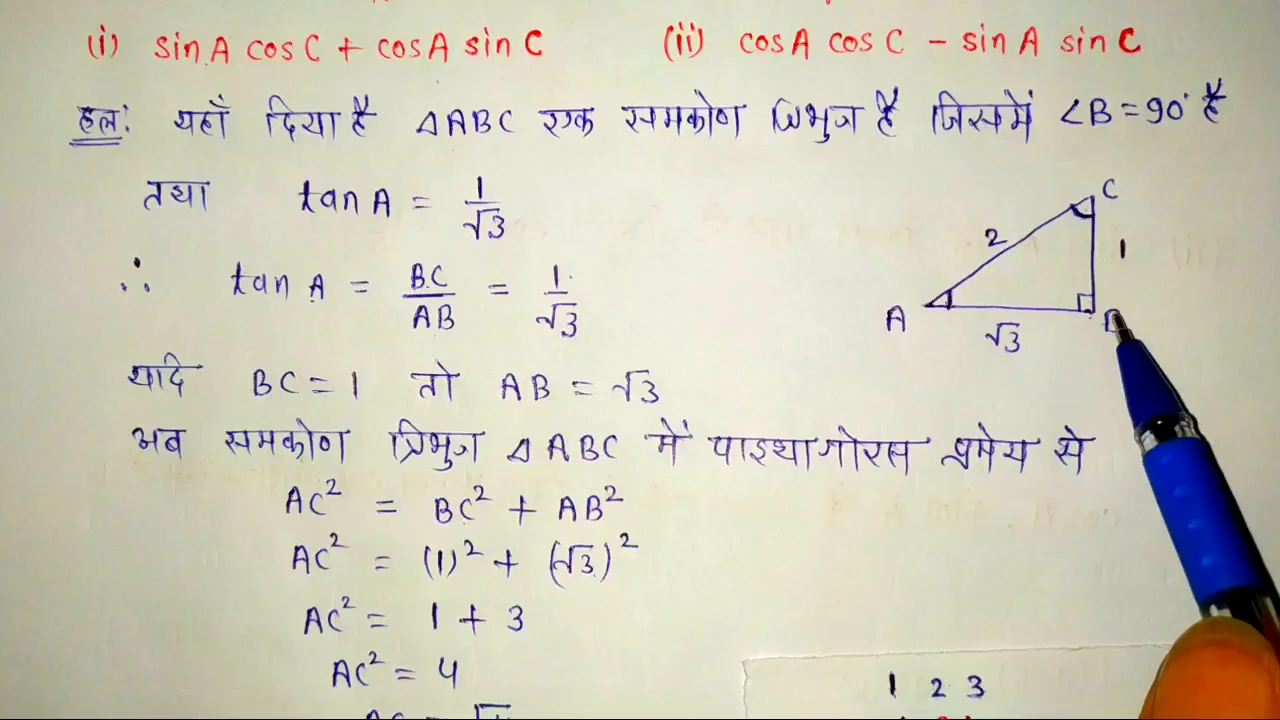 (i) sin A cos C + cos A sin C (ii) cos A cos C - sin A sin C
हल: यहाँ दिया है ΔABC एक समकोण त्रिभुज है जिसमें ∠B = 90° है
तथा tan A = 1/√3
∴ tan A = BC/AB = 1/√3
यदि BC = 1 तो AB = √3
अब समकोण त्रिभुज ΔABC में पाइथागोरस प्रमेय से
AC² = BC² + AB²
AC² = (1)² + (√3)²
AC² = 1 + 3
AC² = 4
C
2
1
A
√3
1 2 3